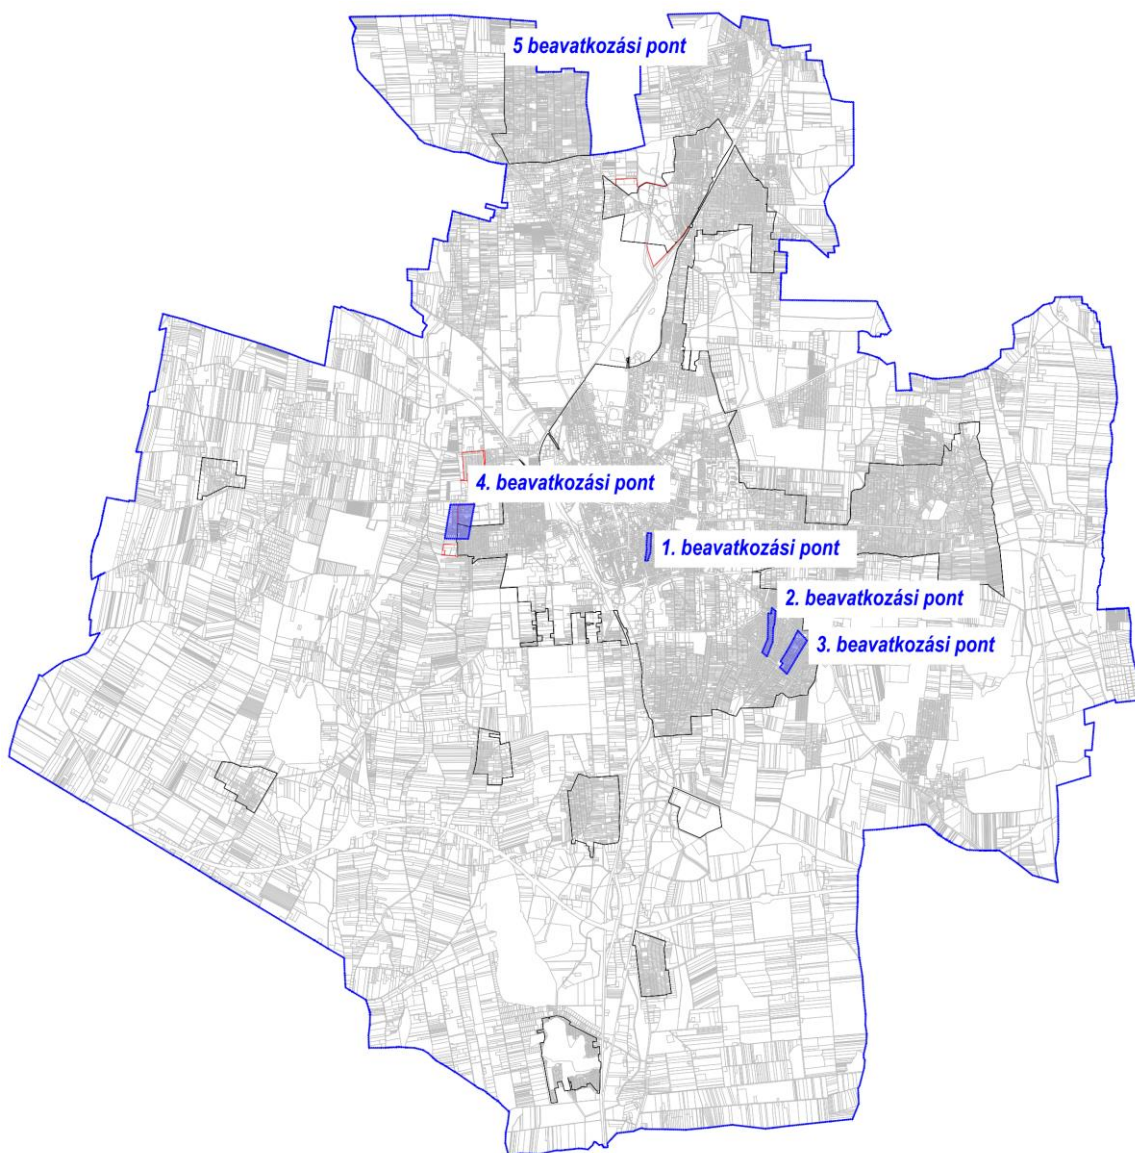 5 beavatkozási pont
4. beavatkozási pont
1. beavatkozási pont
2. beavatkozási pont
3. beavatkozási pont